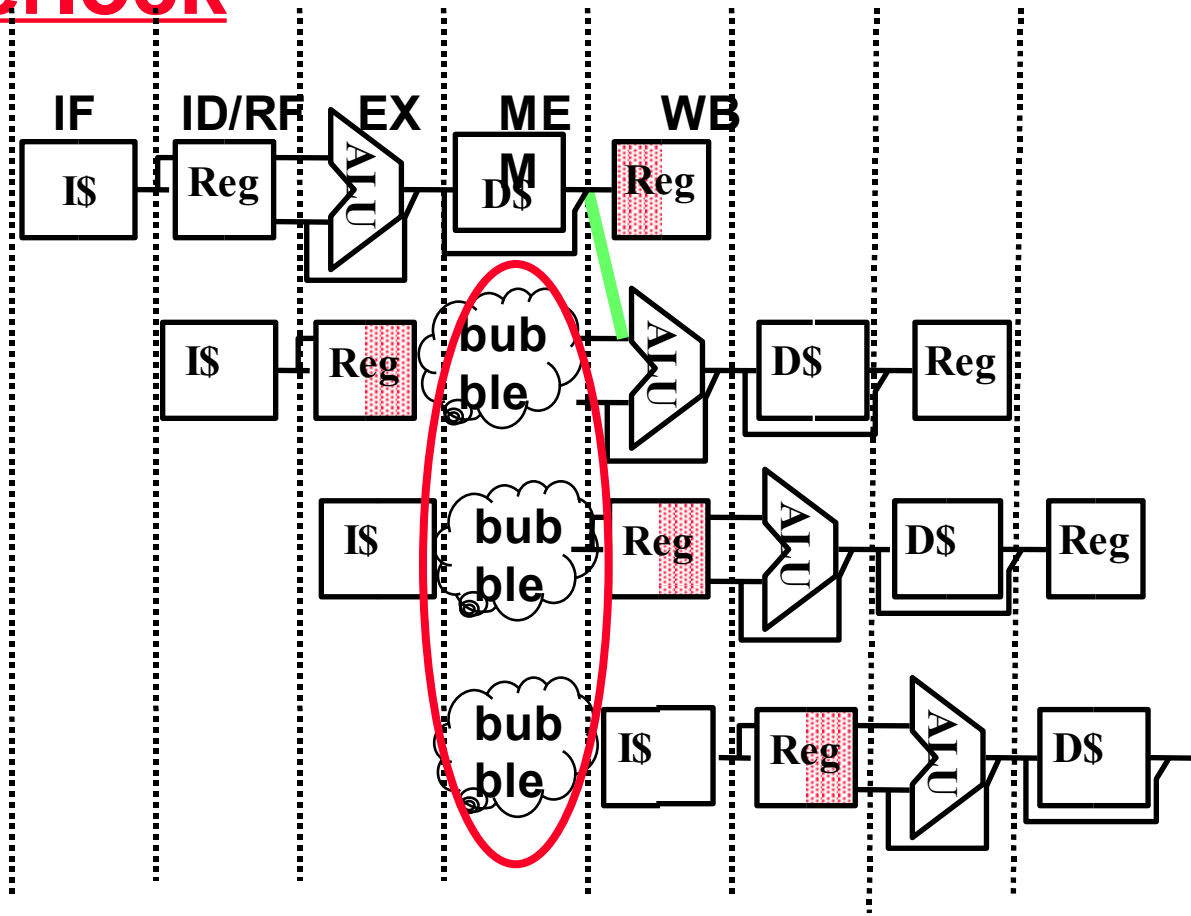 IF ID/RF EX ME WB
M
I$ Reg ALU D$ Reg
I$ Reg bub ALU D$ Reg
ble
I$ bub Reg ALU D$ Reg
ble
bub I$ Reg ALU D$
ble